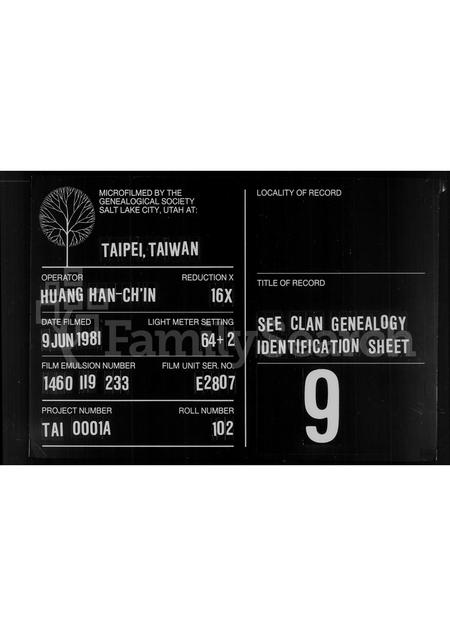 MICROFILMED BY THE
GENEALOGICAL SOCIETY
SALT LAKE CITY, UTAH AT:
TAIPEI, TAIWAN
OPERATOR REDUCTION X
HUANG HAN-CH'IN 16X
DATE FILMED LIGHT METER SETTING
9 JUN 1981 64+2
FILM EMULSION NUMBER FILM UNIT SER. NO.
1460 119 233 E2807
PROJECT NUMBER ROLL NUMBER
TAI 0001A 102
LOCALITY OF RECORD
TITLE OF RECORD
SEE CLAN GENEALOGY
IDENTIFICATION SHEET
9
FamilySearch